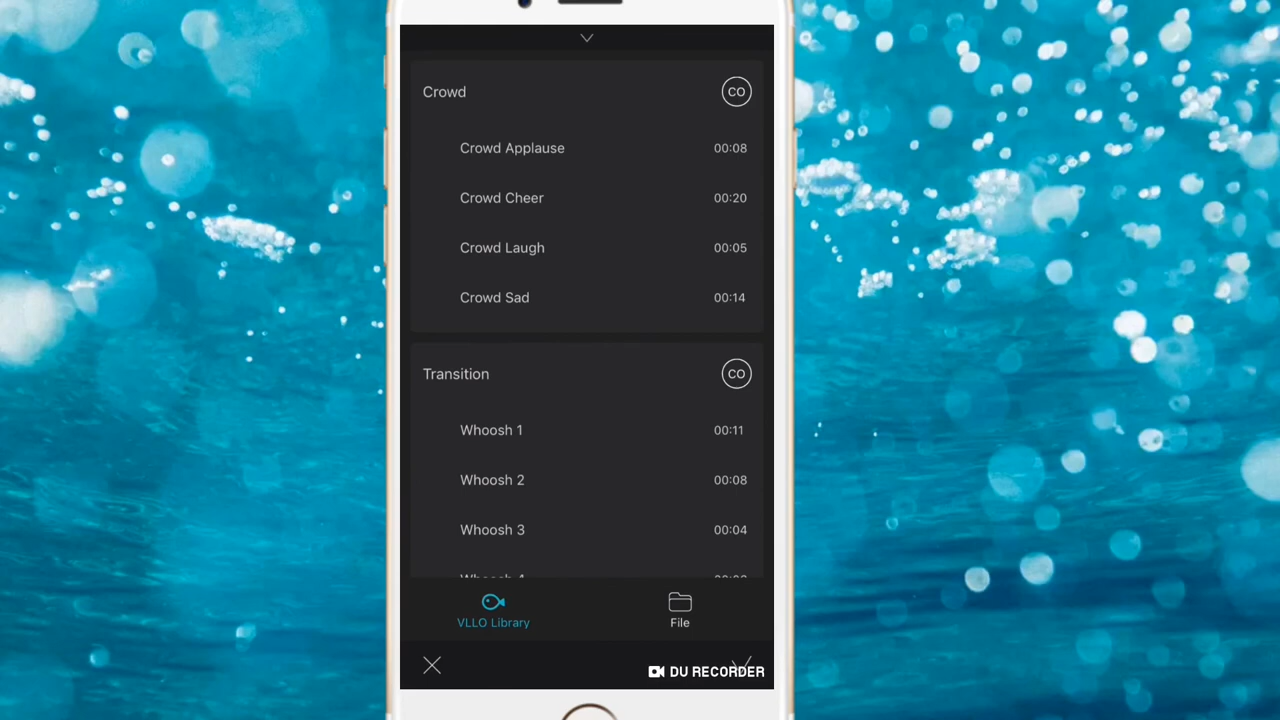 Crowd CO
Crowd Applause 00:08
Crowd Cheer 00:20
Crowd Laugh 00:05
Crowd Sad 00:14
Transition CO
Whoosh 1 00:11
Whoosh 2 00:08
Whoosh 3 00:04
VLLO Library File
DU RECORDER